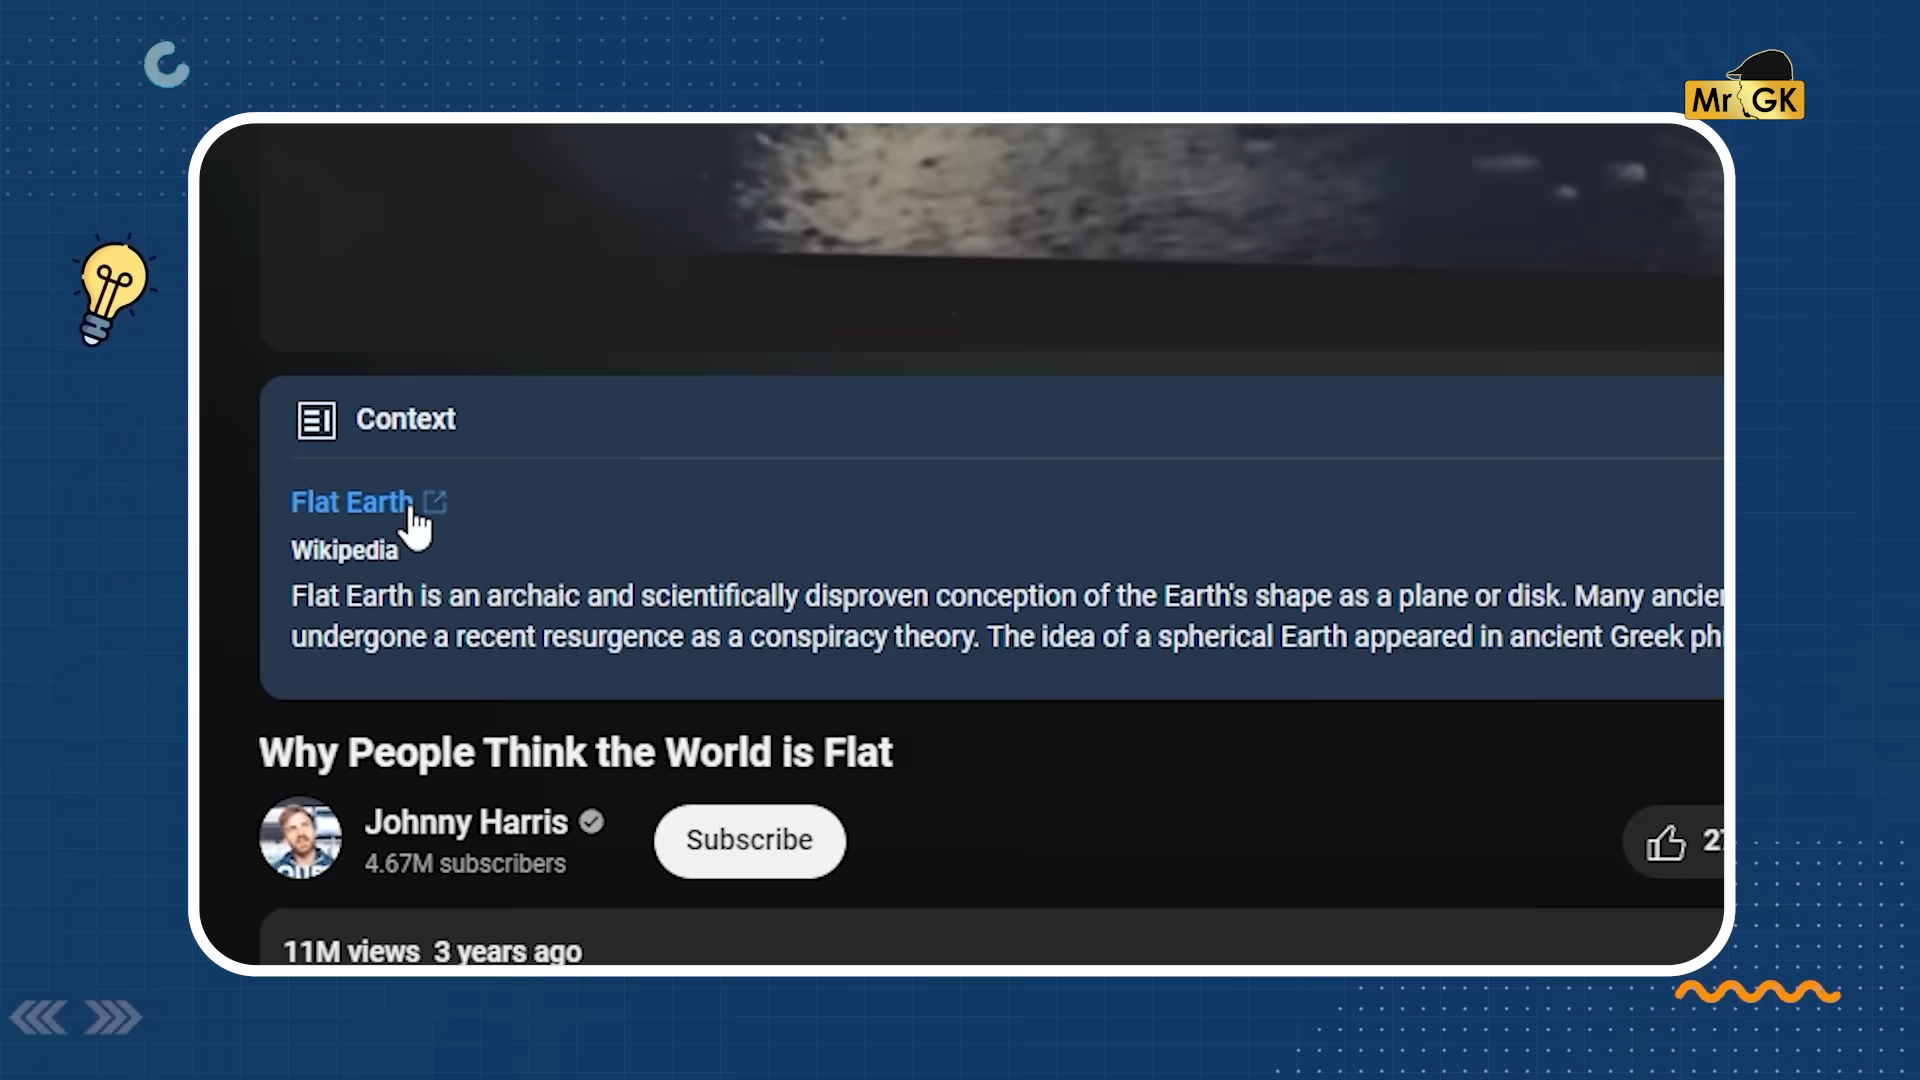 Mr GK
Context
Flat Earth
Wikipedia
Flat Earth is an archaic and scientifically disproven conception of the Earth's shape as a plane or disk. Many
undergone a recent resurgence as a conspiracy theory. The idea of a spherical Earth appeared in ancient Greek
Why People Think the World is Flat
Johnny Harris
4.67M subscribers
Subscribe
11M views 3 years ago